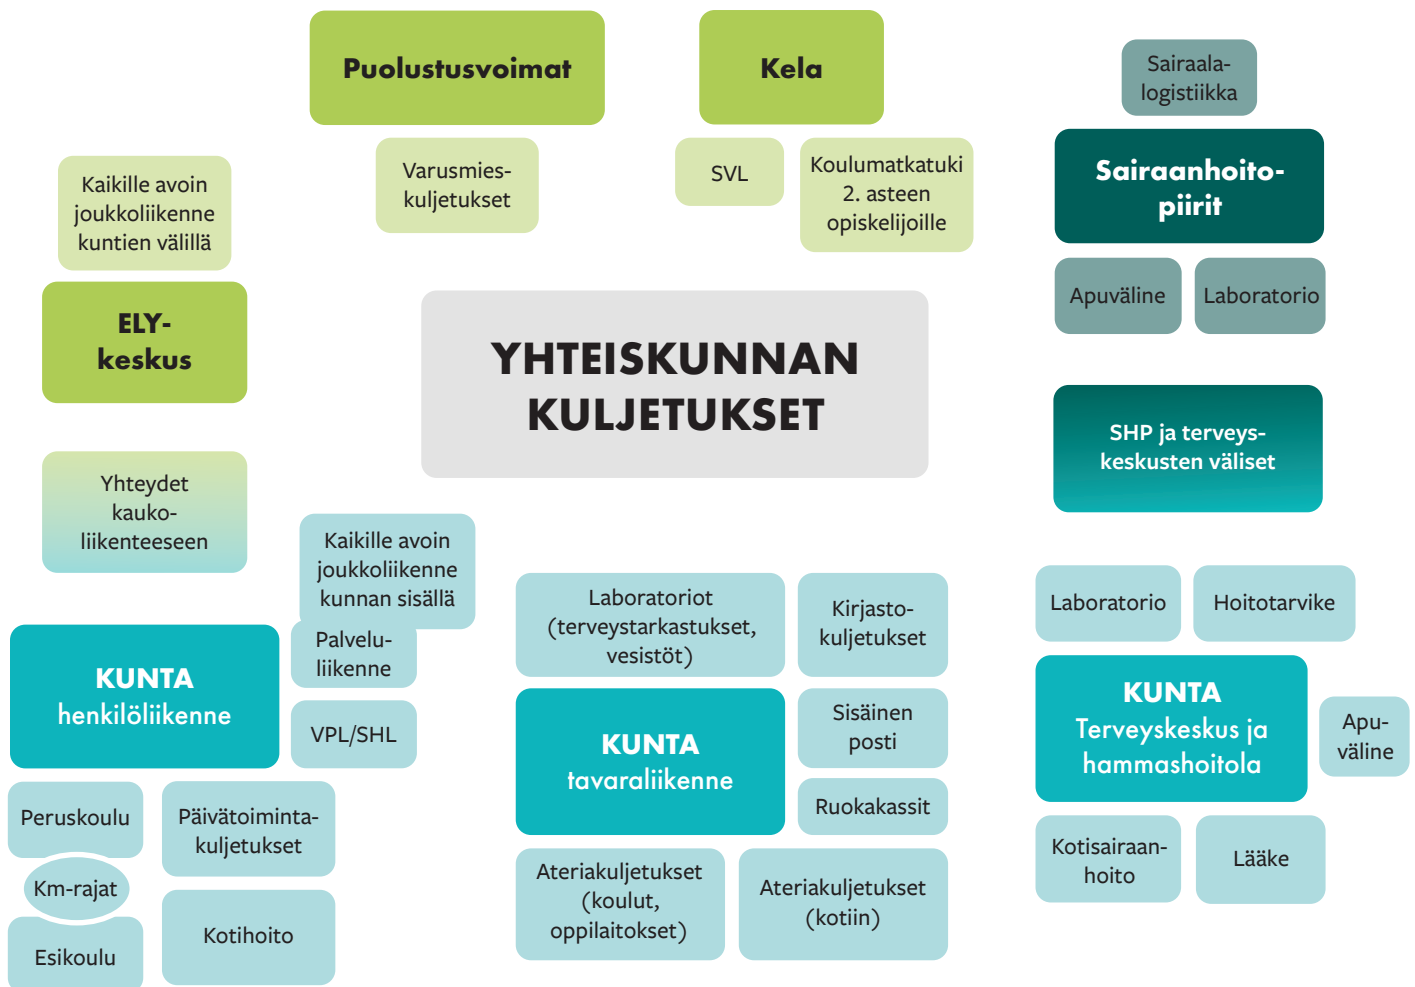 Puolustusvoimat
Varusmies-
kuljetukset
Kela
SVL
Koulumatkatuki
2. asteen
opiskelijoille
Sairaala-
logistiikka
Sairaanhoito-
piirit
Apuväline
Laboratorio
Kaikille avoin
joukkoliikenne
kuntien välillä
ELY-
keskus
YHTEISKUNNAN
KULJETUKSET
SHP ja terveys-
keskusten väliset
Yhteydet
kauko-
liikenteeseen
Kaikille avoin
joukkoliikenne
kunnan sisällä
Palvelu-
liikenne
KUNTA
henkilöliikenne
VPL/SHL
Peruskoulu
Km-rajat
Esikoulu
Päivätoiminta-
kuljetukset
Kotihoito
Laboratoriot
(terveystarkastukset,
vesistöt)
Kirjasto-
kuljetukset
KUNTA
tavaraliikenne
Sisäinen
posti
Ruokakassit
Ateriakuljetukset
(koulut,
oppilaitokset)
Ateriakuljetukset
(kotiin)
Laboratorio
Hoitotarvike
KUNTA
Terveyskeskus ja
hammashoitola
Apu-
väline
Kotisairaan-
hoito
Lääke